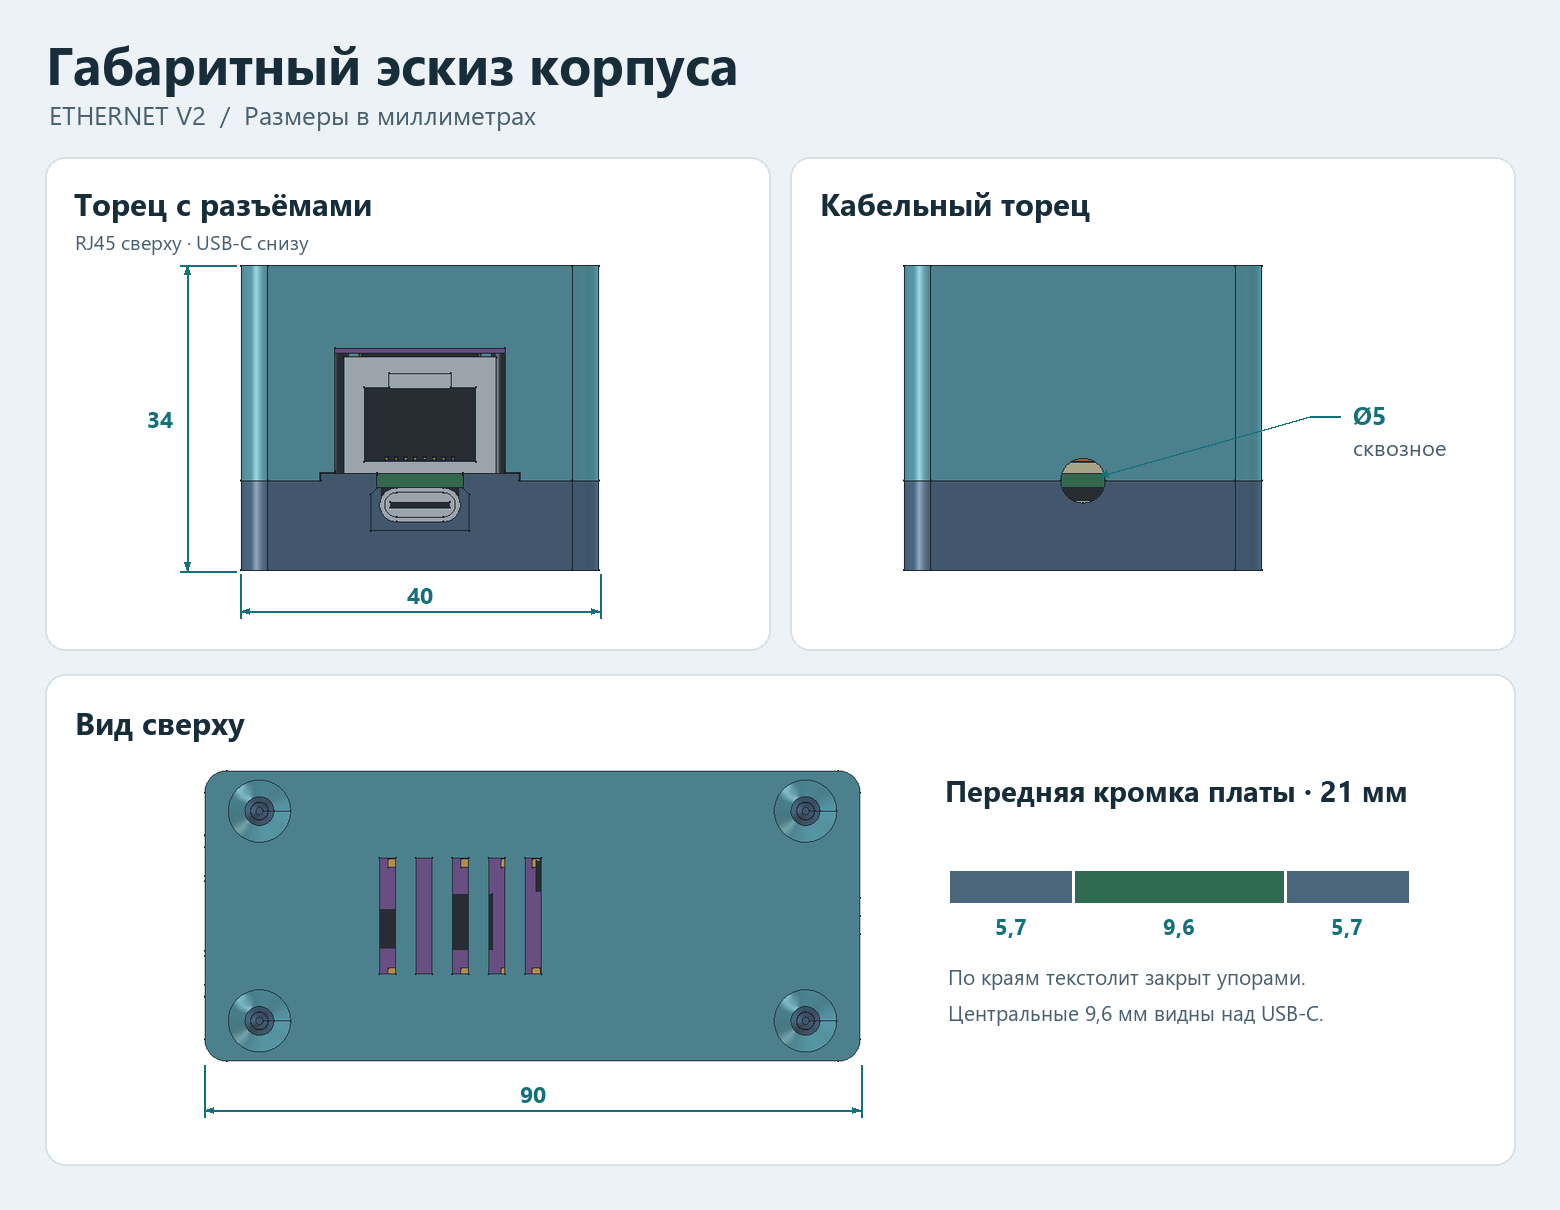 Габаритный эскиз корпуса
ETHERNET V2 / Размеры в миллиметрах
Торец с разъёмами
RJ45 сверху · USB-C снизу
34
40
Кабельный торец
Ø5
сквозное
Вид сверху
90
Передняя кромка платы · 21 мм
5,7 9,6 5,7
По краям текстолит закрыт упорами.
Центральные 9,6 мм видны над USB-C.